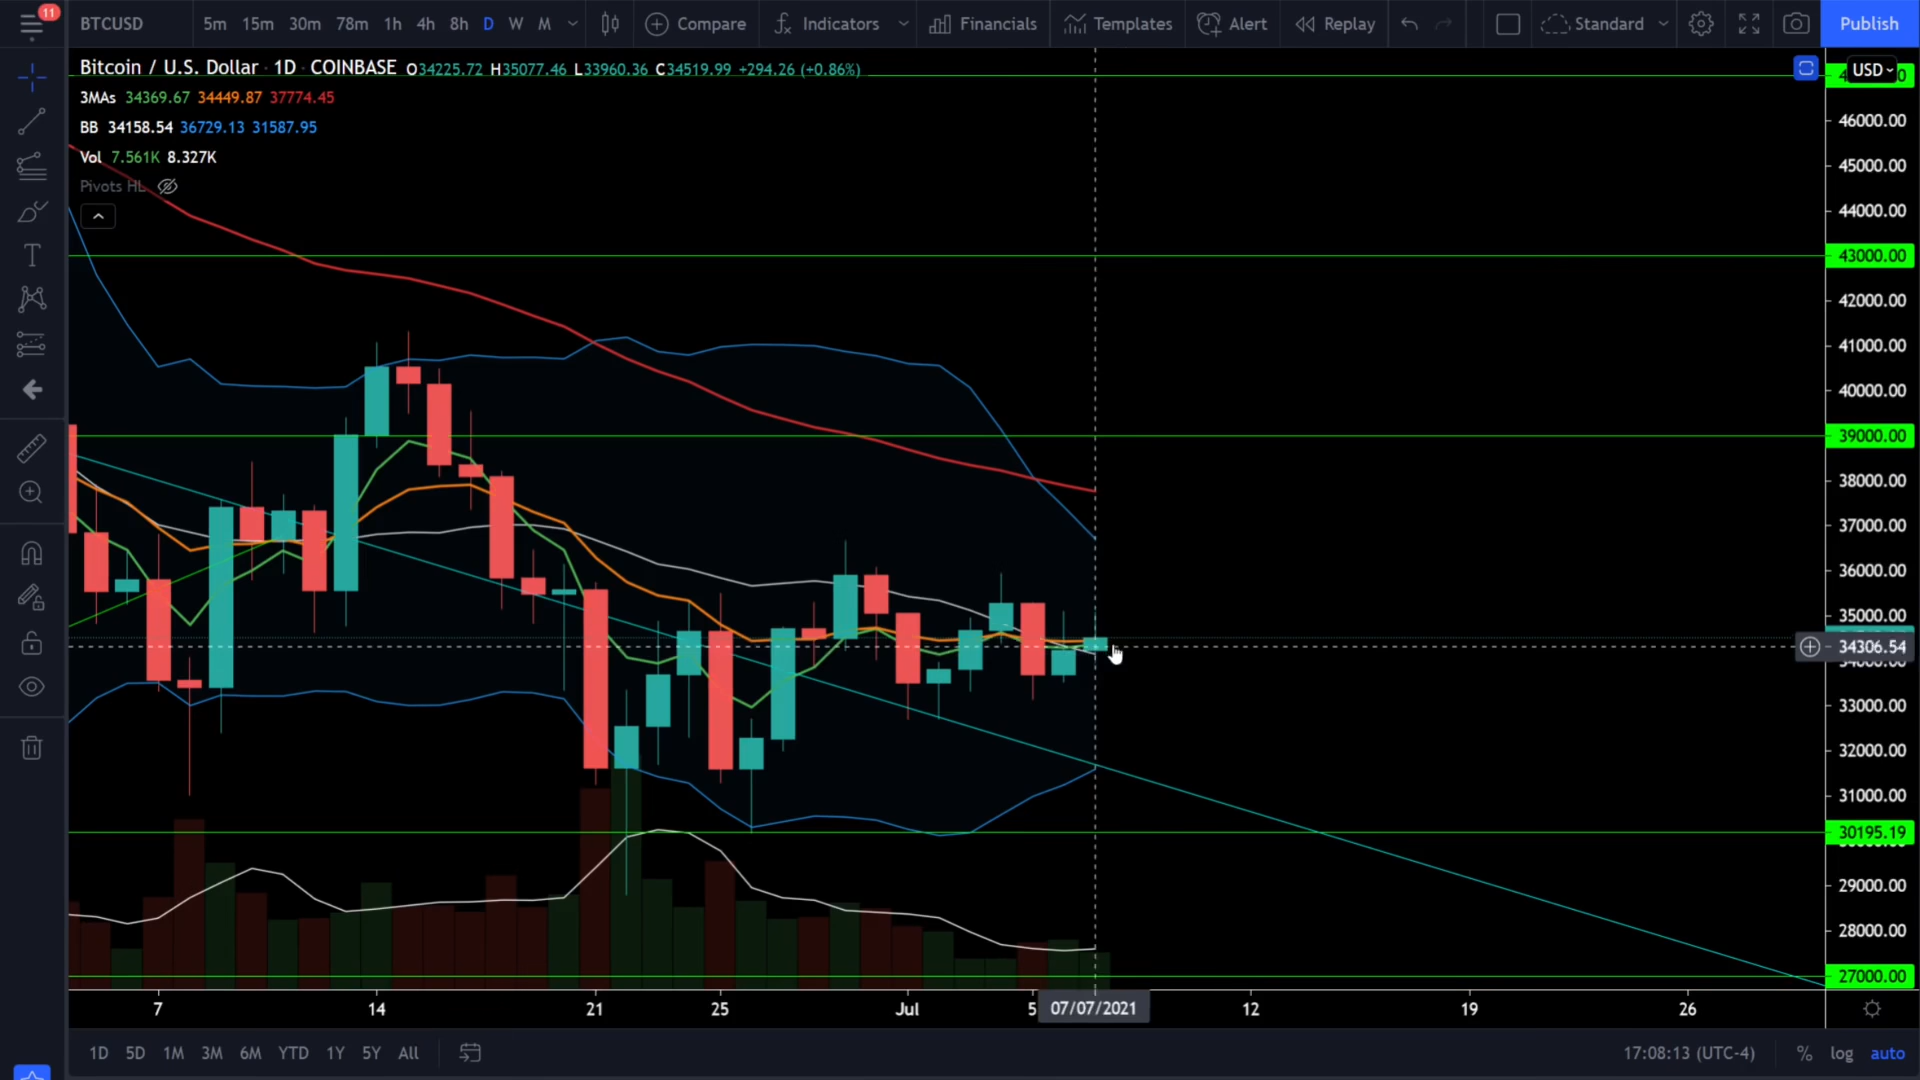 11
BTCUSD 5m 15m 30m 78m 1h 4h 8h D W M Compare Indicators Financials Templates Alert Replay Standard Publish
Bitcoin / U.S. Dollar 1D COINBASE O34225.72 H35077.46 L33960.36 C34519.99 +294.26 (+0.86%)
3MAs 34369.67 34449.87 37774.45
BB 34158.54 36729.13 31587.95
Vol 7.561K 8.327K
Pivots HL
USD
46000.00
45000.00
44000.00
43000.00
42000.00
41000.00
40000.00
39000.00
38000.00
37000.00
36000.00
35000.00
34306.54
33000.00
32000.00
31000.00
30195.19
29000.00
28000.00
27000.00
7 14 21 25 Jul 5 07/07/2021 12 19 26
1D 5D 1M 3M 6M YTD 1Y 5Y All 17:08:13 (UTC-4) % log auto